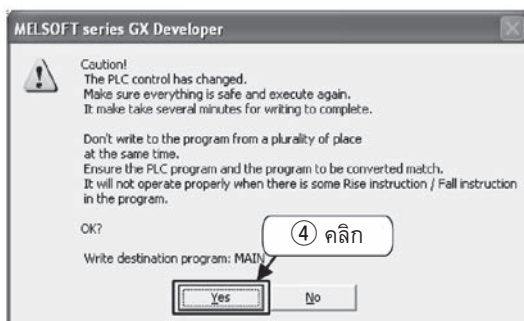 MELSOFT series GX Developer
Caution!
The PLC control has changed.
Make sure everything is safe and execute again.
It make take several minutes for writing to complete.
Don't write to the program from a plurality of place
at the same time.
Ensure the PLC program and the program to be converted match.
It will not operate properly when there is some Rise instruction / Fall instruction
in the program.
OK?
④ คลิก
Write destination program: MAIN
Yes No